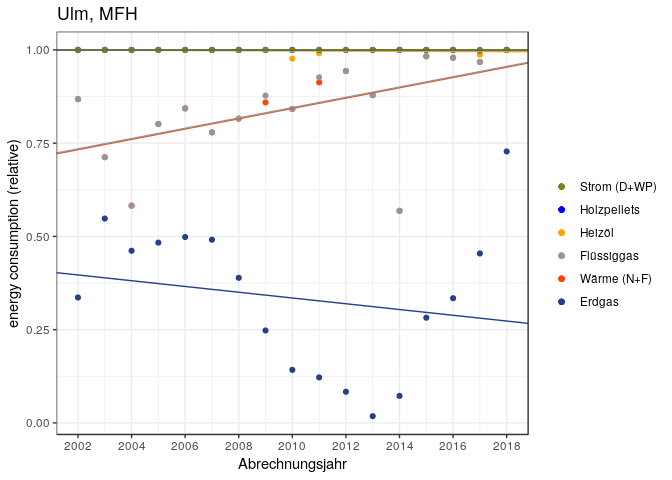 Ulm, MFH
1.00
0.75
0.50
0.25
0.00
energy consumption (relative)
2002 2004 2006 2008 2010 2012 2014 2016 2018
Abrechnungsjahr
Strom (D+WP)
Holzpellets
Heizöl
Flüssiggas
Wärme (N+F)
Erdgas